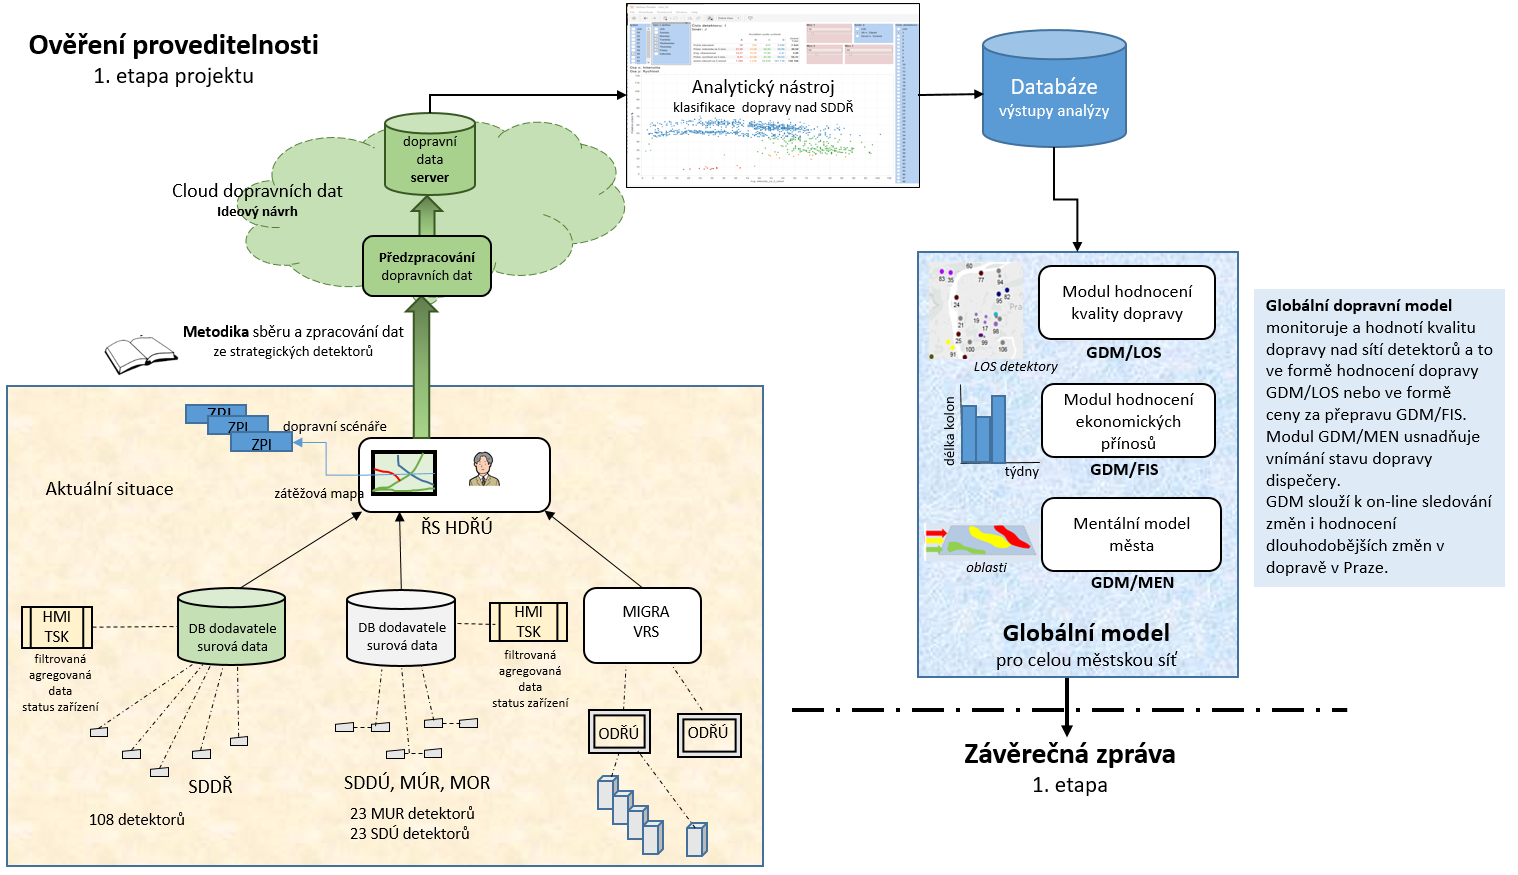 Ověření proveditelnosti
1. etapa projektu
dopravní
data
server
Cloud dopravních dat
Ideový návrh
Předzpracování
dopravních dat
Metodika sběru a zpracování dat
ze strategických detektorů
Analytický nástroj
klasifikace dopravy nad SDDŘ
Databáze
výstupy analýzy
ZPI
ZPI
ZPI
dopravní scénáře
Aktuální situace
zátěžová mapa
ŘS HDŘÚ
HMI
TSK
filtrovaná
agregovaná
data
status zařízení
DB dodavatele
surová data
DB dodavatele
surová data
HMI
TSK
filtrovaná
agregovaná
data
status zařízení
MIGRA
VRS
ODŘÚ
ODŘÚ
SDDŘ
108 detektorů
SDDÚ, MÚR, MOR
23 MUR detektorů
23 SDÚ detektorů
Modul hodnocení
kvality dopravy
GDM/LOS
LOS detektory
délka kolon
týdny
Modul hodnocení
ekonomických
přínosů
GDM/FIS
Mentální model
města
GDM/MEN
oblasti
Globální model
pro celou městskou síť
Globální dopravní model
monitoruje a hodnotí kvalitu
dopravy nad sítí detektorů a to
ve formě hodnocení dopravy
GDM/LOS nebo ve formě
ceny za přepravu GDM/FIS.
Modul GDM/MEN usnadňuje
vnímání stavu dopravy
dispečery.
GDM slouží k on-line sledování
změn i hodnocení
dlouhodobějších změn v
dopravě v Praze.
Závěrečná zpráva
1. etapa